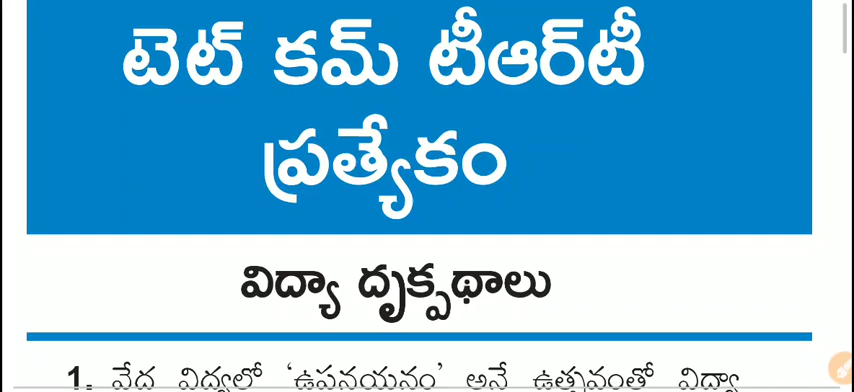 టెట్ కమ్ టీఆర్‌టీ
ప్రత్యేకం
విద్యా దృక్పథాలు
1. వేద విద్యలో ‘ఉపనయనం’ అనే ఉత్సవంతో విద్యా